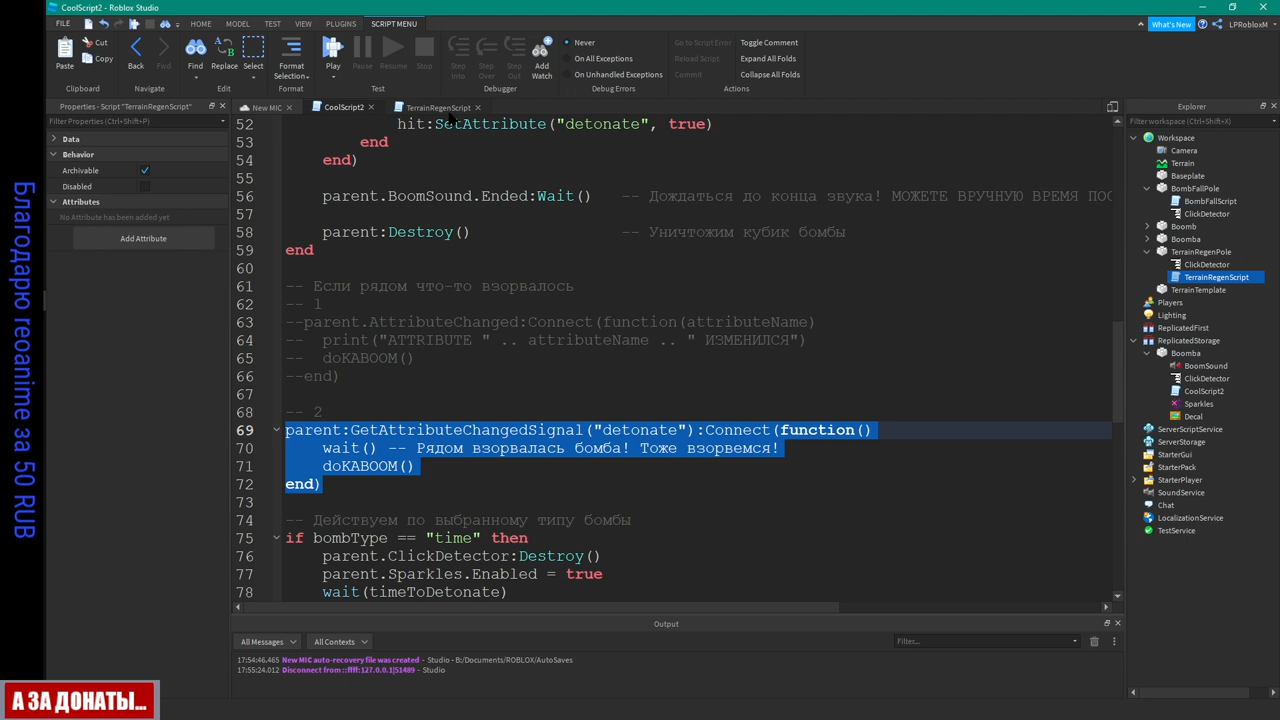 CoolScript2 - Roblox Studio
FILE HOME MODEL TEST VIEW PLUGINS SCRIPT MENU What's New LPRobloxM
Paste Cut Copy Back Fwd Find Replace Select Format Selection Play Pause Resume Stop Step Into Step Over Step Out Add Watch Never On All Exceptions On Unhandled Exceptions Go to Script Error Reload Script Commit Toggle Comment Expand All Folds Collapse All Folds
Clipboard Navigate Edit Format Test Debugger Debug Errors Actions
Properties - Script "TerrainRegenScript"
Filter Properties (Ctrl+Shift+P)
Data
Behavior
Archivable
Disabled
Attributes
No Attribute has been added yet
Add Attribute
New MIC CoolScript2 TerrainRegenScript
52 hit:SetAttribute("detonate", true)
53 end
54 end)
55
56 parent.BoomSound.Ended:Wait() -- Дождаться до конца звука! МОЖЕТЕ ВРУЧНУЮ ВРЕМЯ ПОС
57
58 parent:Destroy() -- Уничтожим кубик бомбы
59 end
60
61 -- Если рядом что-то взорвалось
62 -- 1
63 --parent.AttributeChanged:Connect(function(attributeName)
64 -- print("ATTRIBUTE " .. attributeName .. " ИЗМЕНИЛСЯ")
65 -- doKABOOM()
66 --end)
67
68 -- 2
69 parent:GetAttributeChangedSignal("detonate"):Connect(function()
70 wait() -- Рядом взорвалась бомба! Тоже взорвемся!
71 doKABOOM()
72 end)
73
74 -- Действуем по выбранному типу бомбы
75 if bombType == "time" then
76 parent.ClickDetector:Destroy()
77 parent.Sparkles.Enabled = true
78 wait(timeToDetonate)
Output
All Messages All Contexts Filter...
17:54:46.465 New MIC auto-recovery file was created - Studio - B:/Documents/ROBLOX/AutoSaves
17:55:24.012 Disconnect from ::ffff:127.0.0.1|51489 - Studio
Explorer
Filter workspace (Ctrl+Shift+X)
Workspace
Camera
Terrain
Baseplate
BombFallPole
BombFallScript
ClickDetector
Boomb
Boomba
TerrainRegenPole
ClickDetector
TerrainRegenScript
TerrainTemplate
Players
Lighting
ReplicatedFirst
ReplicatedStorage
Boomba
BoomSound
ClickDetector
CoolScript2
Sparkles
Decal
ServerScriptService
ServerStorage
StarterGui
StarterPack
StarterPlayer
SoundService
Chat
LocalizationService
TestService
Благодарю reoanime за 50 RUB
А ЗА ДОНАТЫ...